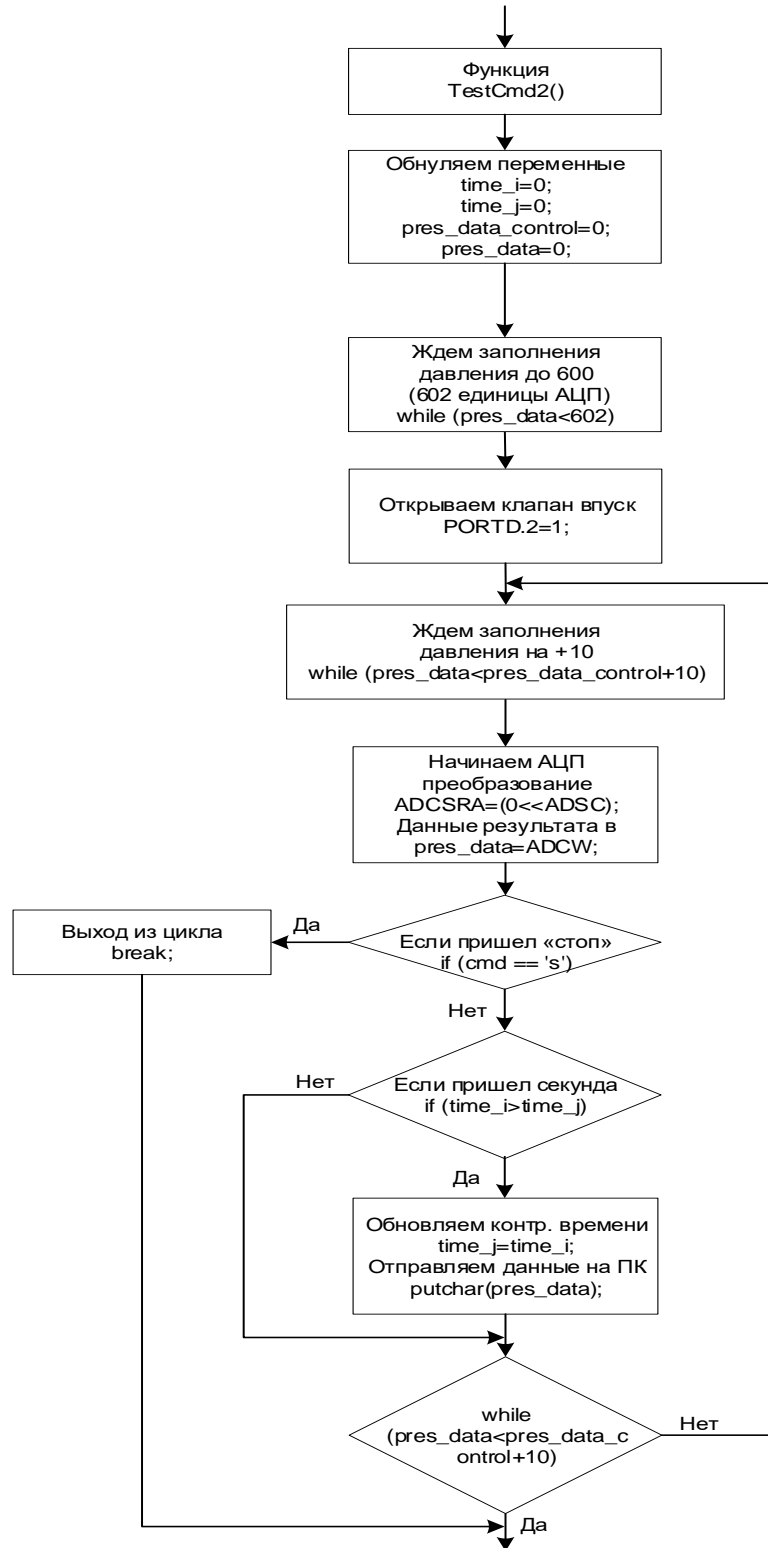 Функция
TestCmd2()
Обнуляем переменные
time_i=0;
time_j=0;
pres_data_control=0;
pres_data=0;
Ждем заполнения
давления до 600
(602 единицы АЦП)
while (pres_data<602)
Открываем клапан впуск
PORTD.2=1;
Ждем заполнения
давления на +10
while (pres_data<pres_data_control+10)
Начинаем АЦП
преобразование
ADCSRA=(0<<ADSC);
Данные результата в
pres_data=ADCW;
Если пришел «стоп»
if (cmd == 's')
Да
Выход из цикла
break;
Нет
Если пришел секунда
if (time_i>time_j)
Нет
Да
Обновляем контр. времени
time_j=time_i;
Отправляем данные на ПК
putchar(pres_data);
while
(pres_data<pres_data_c
ontrol+10)
Нет
Да